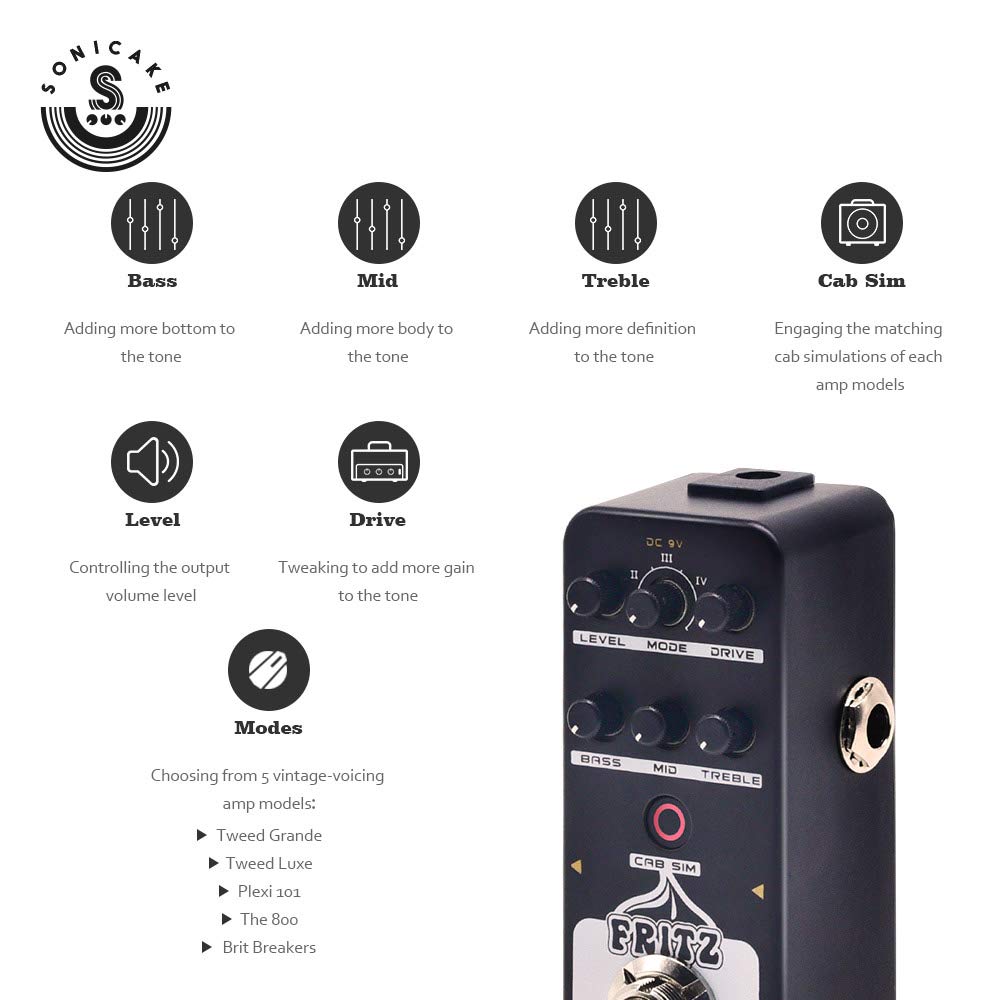 SONICAKE
S
Bass
Mid
Treble
Cab Sim
Adding more bottom to
the tone
Adding more body to
the tone
Adding more definition
to the tone
Engaging the matching
cab simulations of each
amp models
Level
Drive
Controlling the output
volume level
Tweaking to add more gain
to the tone
Modes
Choosing from 5 vintage-voicing
amp models:
Tweed Grande
Tweed Luxe
Plexi 101
The 800
Brit Breakers
DC 9V
II III IV
LEVEL MODE DRIVE
BASS MID TREBLE
CAB SIM
FRITZ